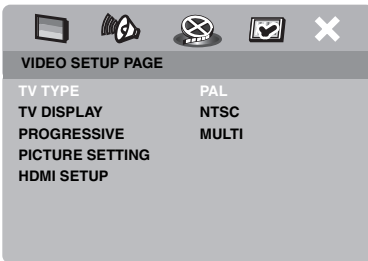 VIDEO SETUP PAGE
TV TYPE PAL
TV DISPLAY NTSC
PROGRESSIVE MULTI
PICTURE SETTING
HDMI SETUP